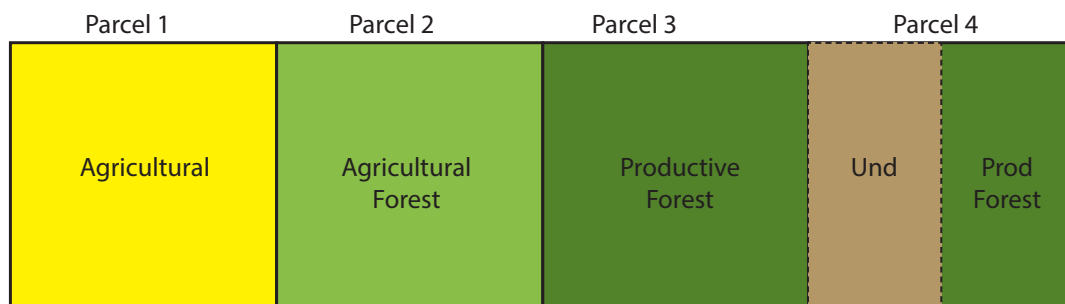 Parcel 1
Parcel 2
Parcel 3
Parcel 4
Agricultural
Agricultural
Forest
Productive
Forest
Und
Prod
Forest